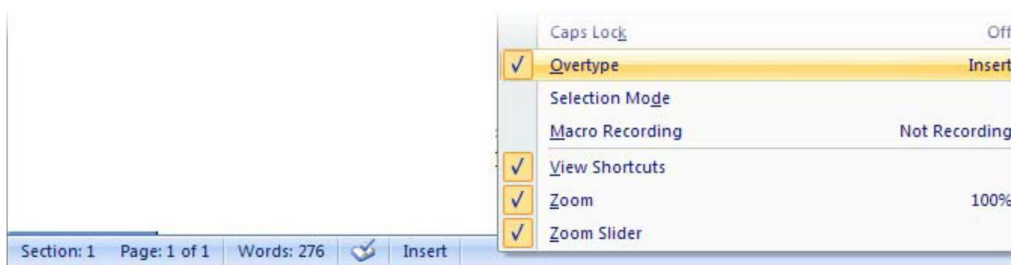 Caps Lock Off
Overtype Insert
Selection Mode
Macro Recording Not Recording
View Shortcuts
Zoom 100%
Zoom Slider
Section: 1 Page: 1 of 1 Words: 276 Insert